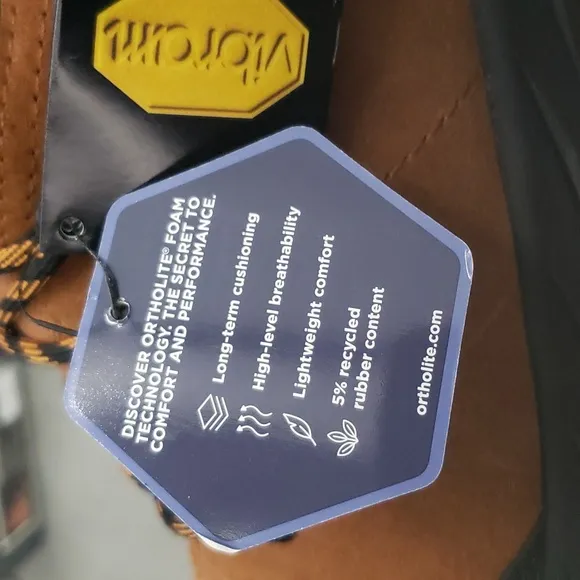 vibram
DISCOVER ORTHOLITE® FOAM
TECHNOLOGY. THE SECRET TO
COMFORT AND PERFORMANCE.
Long-term cushioning
High-level breathability
Lightweight comfort
5% recycled
rubber content
ortholite.com